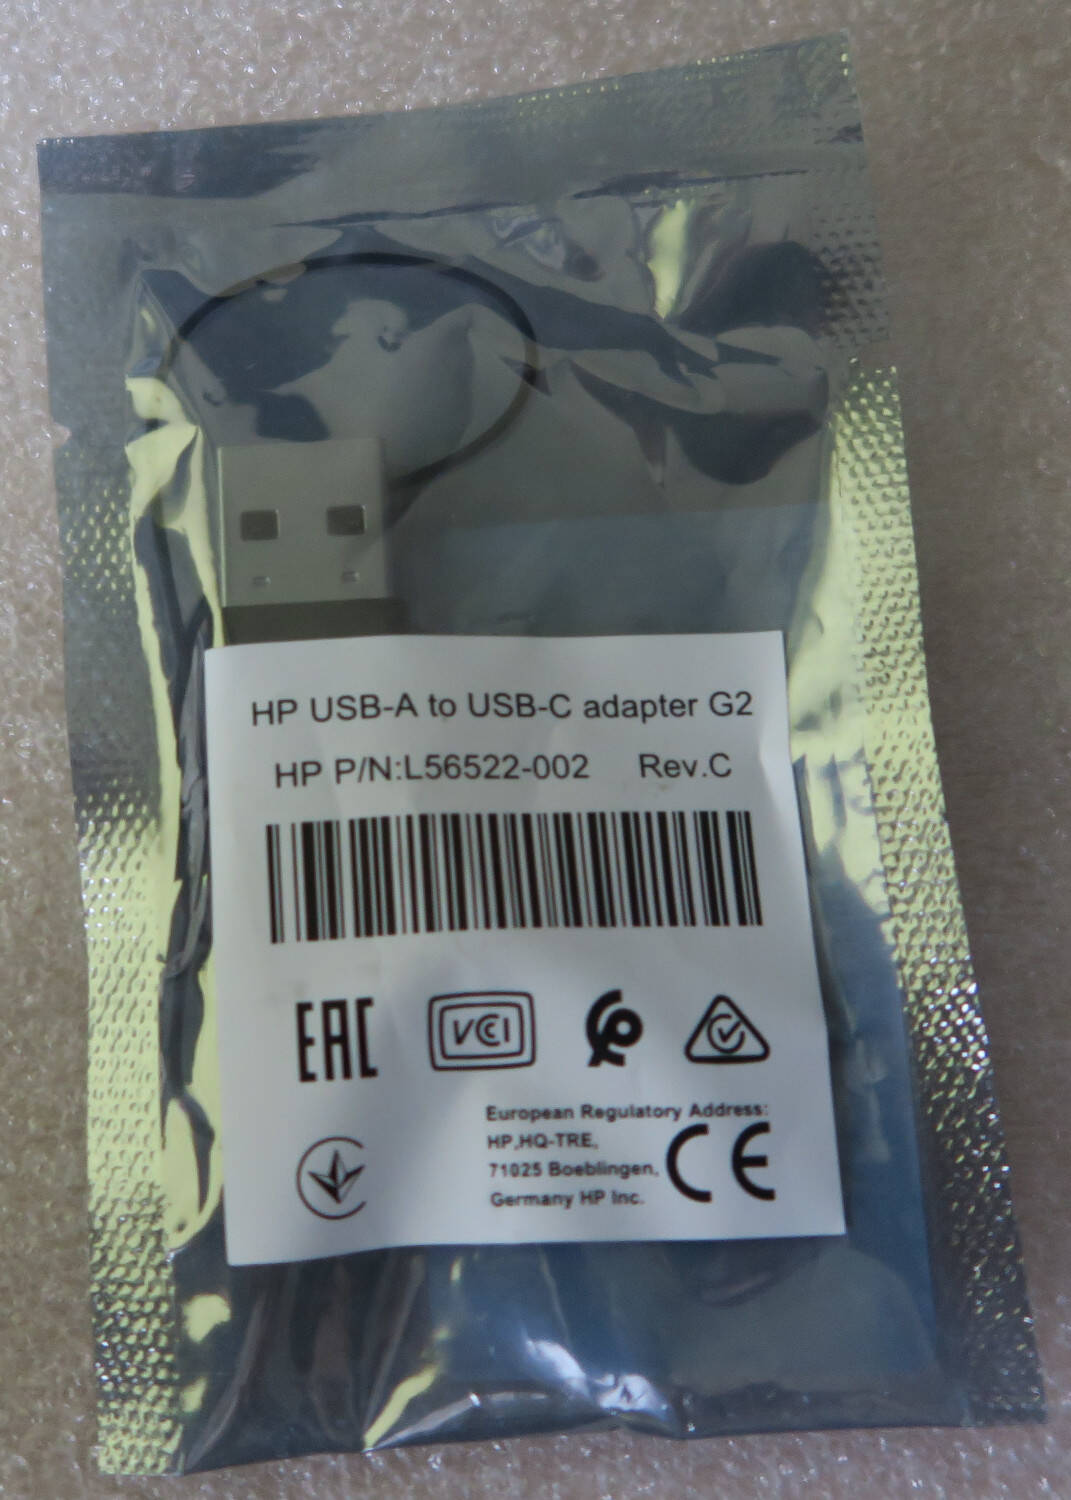 HP USB-A to USB-C adapter G2
HP P/N:L56522-002 Rev.C
EAC
VCCI
European Regulatory Address:
HP,HQ-TRE,
71025 Boeblingen,
Germany HP Inc.
CE